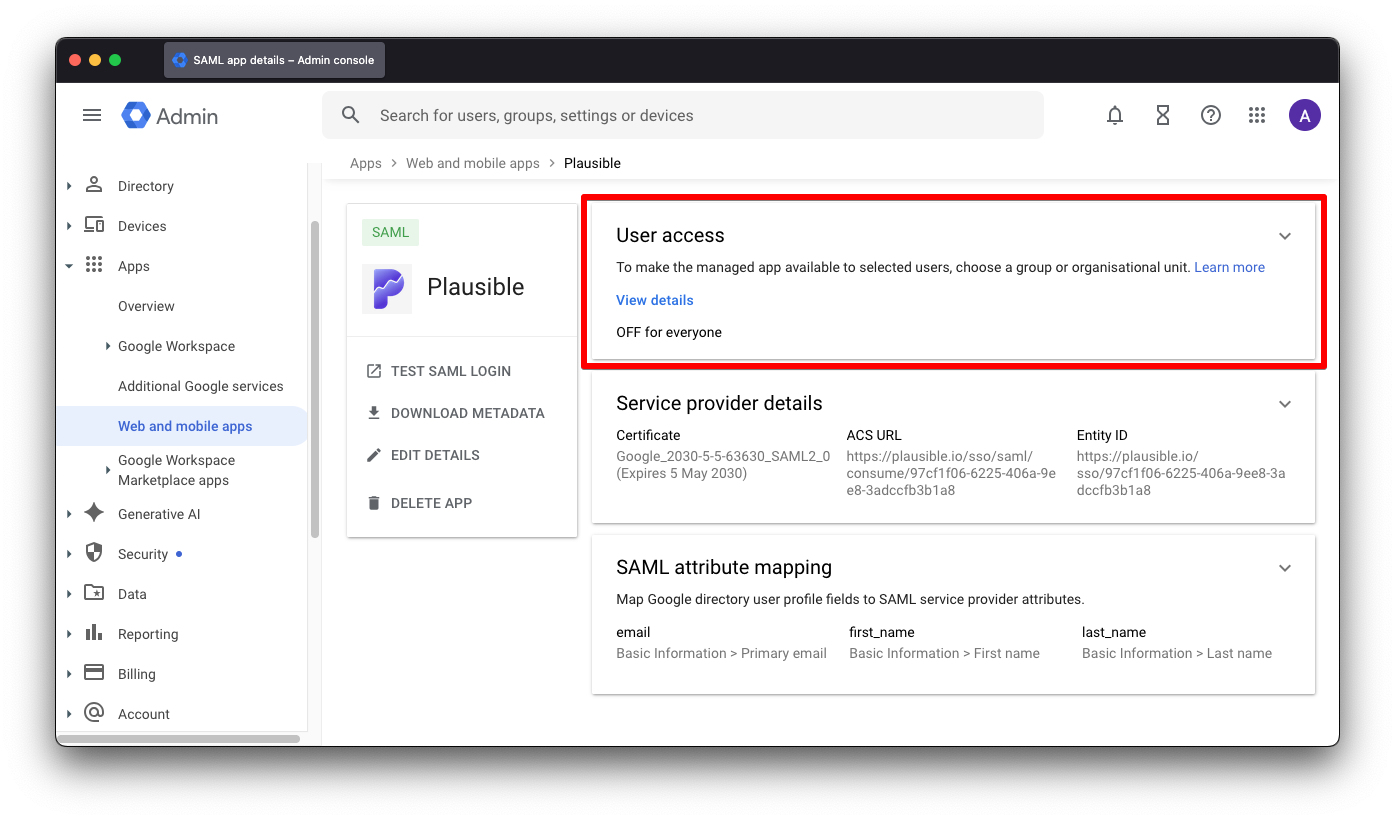 SAML app details – Admin console
Admin
Search for users, groups, settings or devices
A
Apps > Web and mobile apps > Plausible
Directory
Devices
Apps
Overview
Google Workspace
Additional Google services
Web and mobile apps
Google Workspace
Marketplace apps
Generative AI
Security
Data
Reporting
Billing
Account
SAML
Plausible
TEST SAML LOGIN
DOWNLOAD METADATA
EDIT DETAILS
DELETE APP
User access
To make the managed app available to selected users, choose a group or organisational unit. Learn more
View details
OFF for everyone
Service provider details
Certificate
Google_2030-5-5-63630_SAML2_0
(Expires 5 May 2030)
ACS URL
https://plausible.io/sso/saml/
consume/97cf1f06-6225-406a-9e
e8-3adccfb3b1a8
Entity ID
https://plausible.io/
sso/97cf1f06-6225-406a-9ee8-3a
dccfb3b1a8
SAML attribute mapping
Map Google directory user profile fields to SAML service provider attributes.
email
Basic Information > Primary email
first_name
Basic Information > First name
last_name
Basic Information > Last name